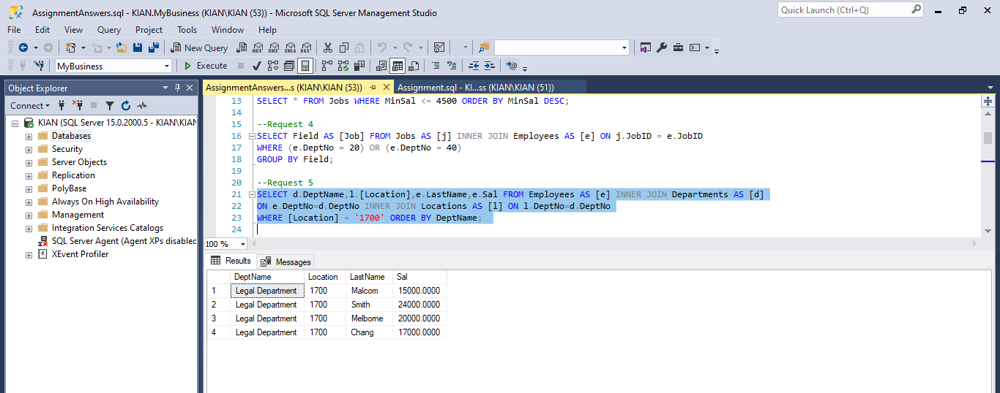 AssignmentAnswers.sql - KIAN.MyBusiness (KIAN\KIAN (53)) - Microsoft SQL Server Management Studio
Quick Launch (Ctrl+Q)
File Edit View Query Project Tools Window Help
New Query MDX DMX XMLA DAX
MyBusiness Execute
Object Explorer
AssignmentAnswers...s (KIAN\KIAN (53)) Assignment.sql - KI...ss (KIAN\KIAN (51))
Connect
KIAN (SQL Server 15.0.2000.5 - KIAN\KIAN
Databases
Security
Server Objects
Replication
PolyBase
Always On High Availability
Management
Integration Services Catalogs
SQL Server Agent (Agent XPs disabled
XEvent Profiler
13 SELECT * FROM Jobs WHERE MinSal <= 4500 ORDER BY MinSal DESC;
14
15 --Request 4
16 SELECT Field AS [Job] FROM Jobs AS [j] INNER JOIN Employees AS [e] ON j.JobID = e.JobID
17 WHERE (e.DeptNo = 20) OR (e.DeptNo = 40)
18 GROUP BY Field;
19
20 --Request 5
21 SELECT d.DeptName,l.[Location],e.LastName,e.Sal FROM Employees AS [e] INNER JOIN Departments AS [d]
22 ON e.DeptNo=d.DeptNo INNER JOIN Locations AS [l] ON l.DeptNo=d.DeptNo
23 WHERE [Location] = '1700' ORDER BY DeptName;
24
100 %
Results Messages
DeptName Location LastName Sal
1 Legal Department 1700 Malcom 15000.0000
2 Legal Department 1700 Smith 24000.0000
3 Legal Department 1700 Melborne 20000.0000
4 Legal Department 1700 Chang 17000.0000